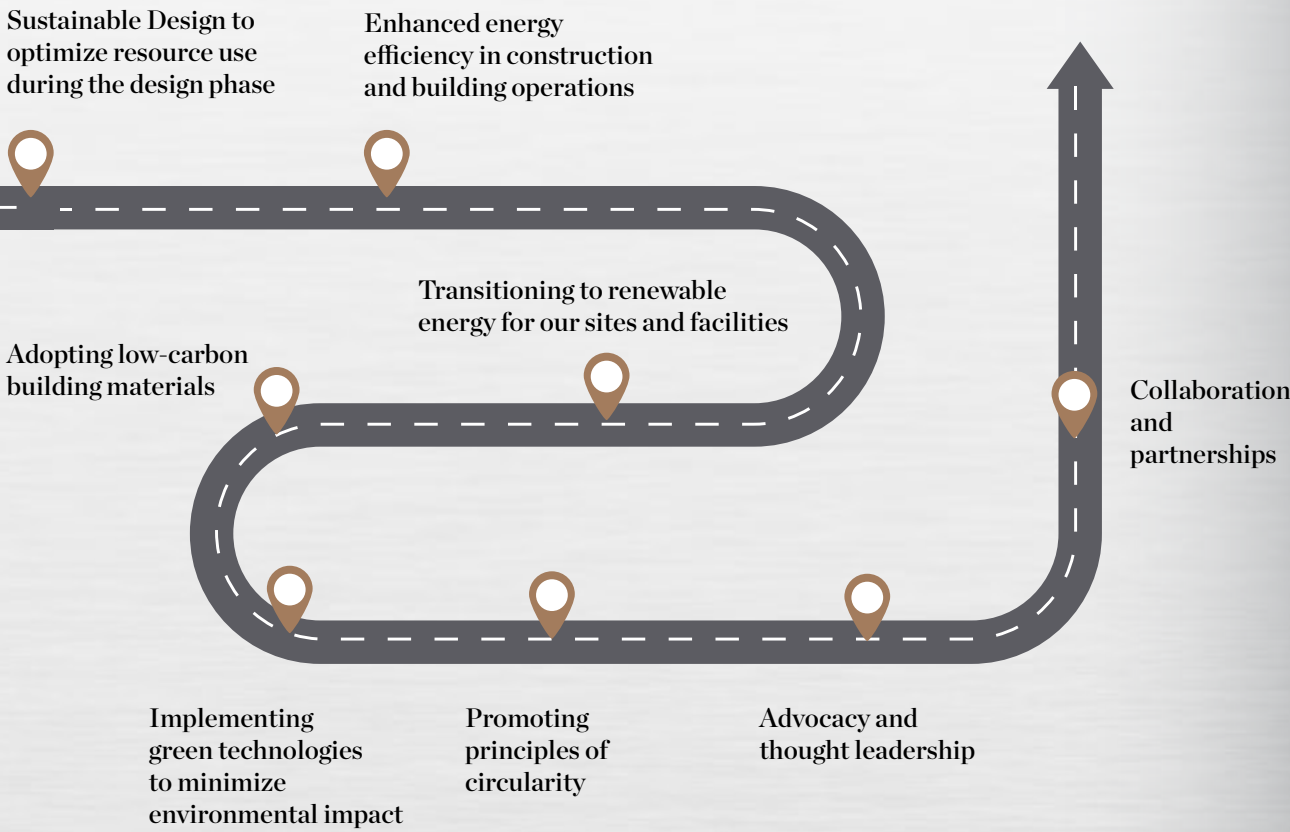 Sustainable Design to
optimize resource use
during the design phase
Enhanced energy
efficiency in construction
and building operations
Transitioning to renewable
energy for our sites and facilities
Adopting low-carbon
building materials
Collaboration
and
partnerships
Implementing
green technologies
to minimize
environmental impact
Promoting
principles of
circularity
Advocacy and
thought leadership